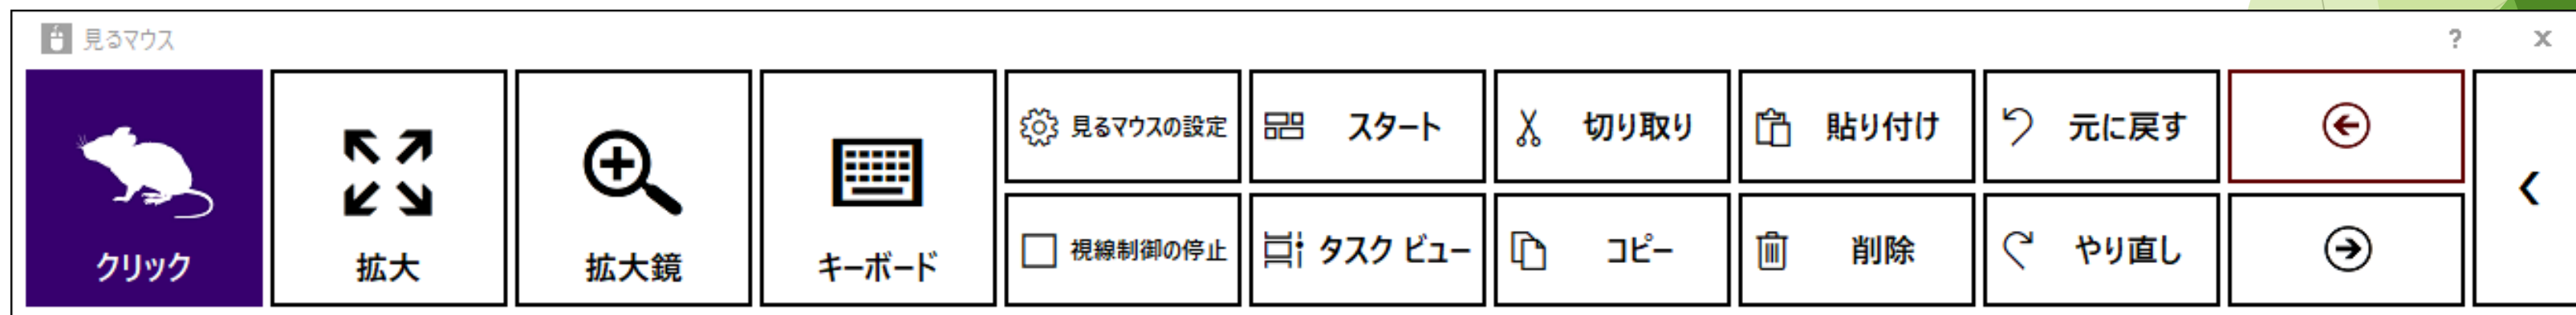 見るマウス
?
x
クリック
拡大
拡大鏡
キーボード
見るマウスの設定
視線制御の停止
スタート
タスク ビュー
切り取り
コピー
貼り付け
削除
元に戻す
やり直し